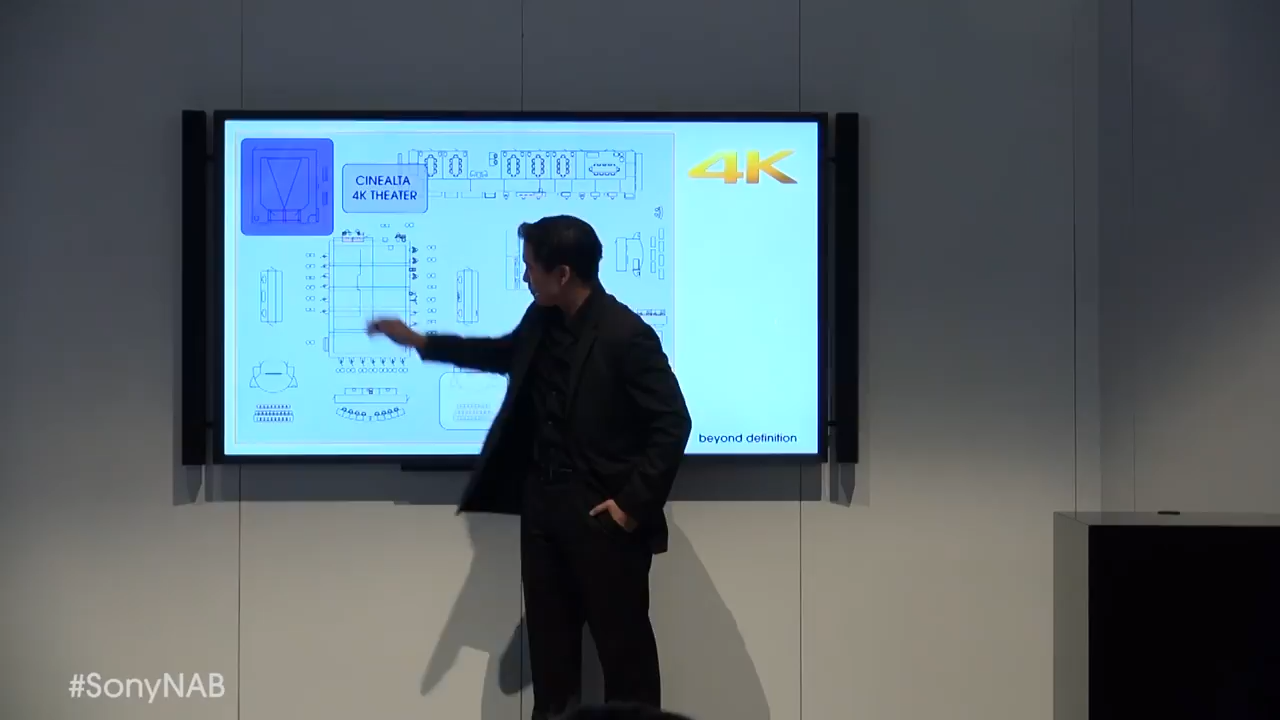 CINEALTA
4K THEATER
4K
beyond definition
#SonyNAB